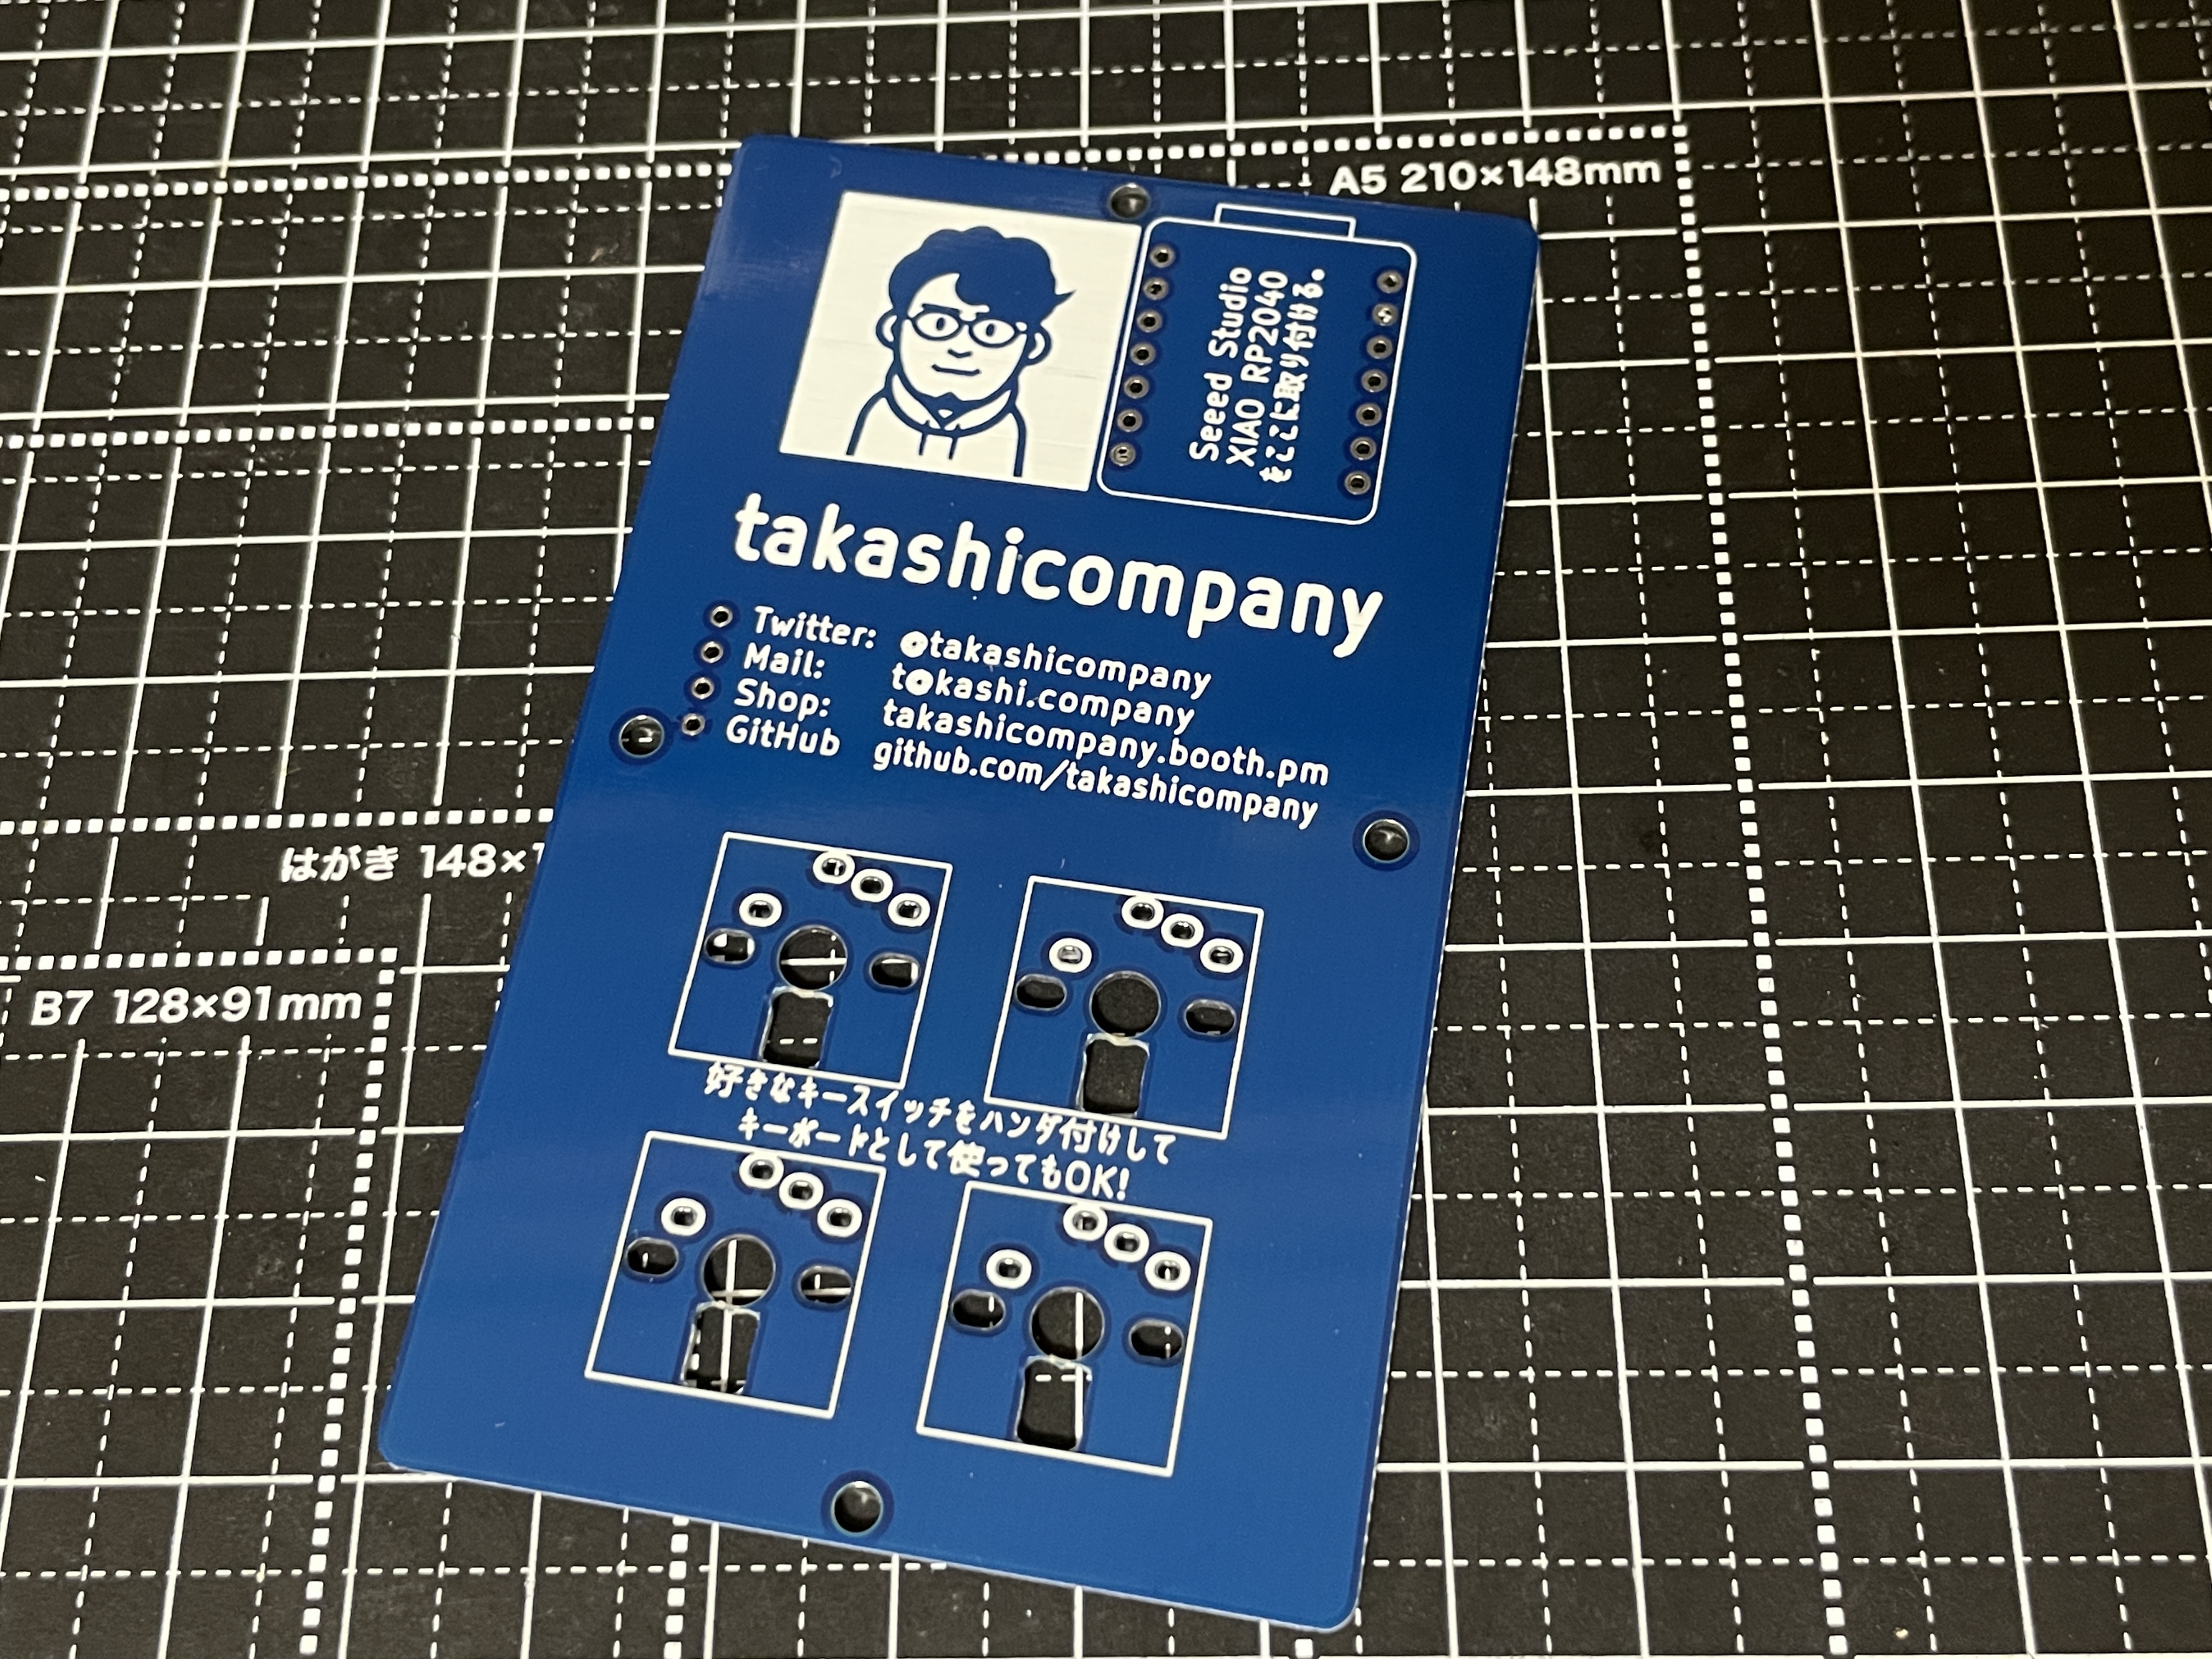 A5 210×148mm
Seeed Studio
XIAO RP2040
をここに取り付ける。
takashicompany
Twitter: @takashicompany
Mail: t@kashi.company
Shop: takashicompany.booth.pm
GitHub github.com/takashicompany
はがき 148×1
B7 128×91mm
好きなキースイッチをハンダ付けして
キーボードとして使ってもOK!